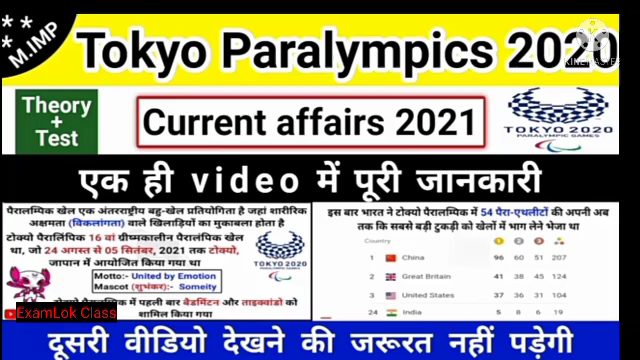 M.IMP
Tokyo Paralympics 2020
KINEMASTER
Theory
+
Test
Current affairs 2021
TOKYO 2020
PARALYMPIC GAMES
एक ही video में पूरी जानकारी
पैरालम्पिक खेल एक अंतरराष्ट्रीय बहु-खेल प्रतियोगिता है जहां शारीरिक
अक्षमता (विकलांगता) वाले खिलाड़ियों का मुकाबला होता है
टोक्यो पैरालिंपिक 16 वां ग्रीष्मकालीन पैरालंपिक खेल
था, जो 24 अगस्त से 05 सितंबर, 2021 तक टोक्यो,
जापान में आयोजित किया गया था
Motto:- United by Emotion
Mascot (शुभंकर):- Someity
TOKYO 2020
टोक्यो पैरालंपिक में पहली बार बैडमिंटन और ताइक्वांडो को
शामिल किया गया
ExamLok Class
इस बार भारत ने टोक्यो पैरालम्पिक में 54 पैरा-एथलीटों की अपनी अब
तक कि सबसे बड़ी टुकड़ी को खेलों में भाग लेने भेजा था
Country
1 China 96 60 51 207
2 Great Britain 41 38 45 124
3 United States 37 36 31 104
24 India 5 8 6 19
दूसरी वीडियो देखने की जरूरत नहीं पड़ेगी